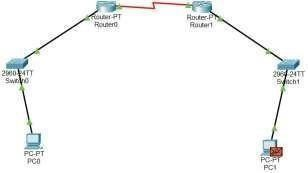 Router-PT
Router0
Router-PT
Router1
2960-24TT
Switch0
2960-24TT
Switch1
PC-PT
PC0
PC-PT
PC1